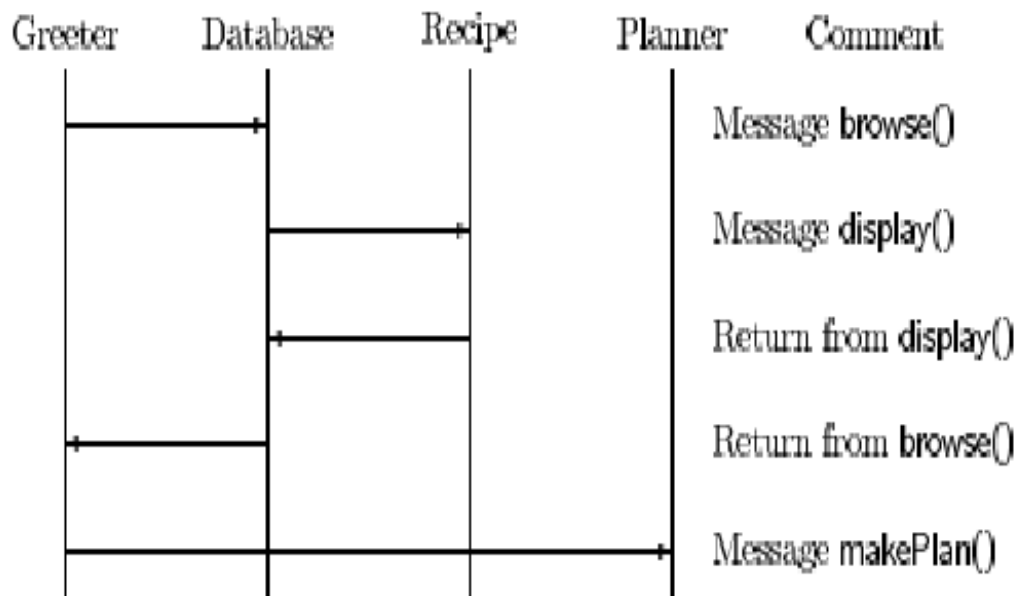 Greeter Database Recipe Planner Comment
Message browse()
Message display()
Return from display()
Return from browse()
Message makePlan()